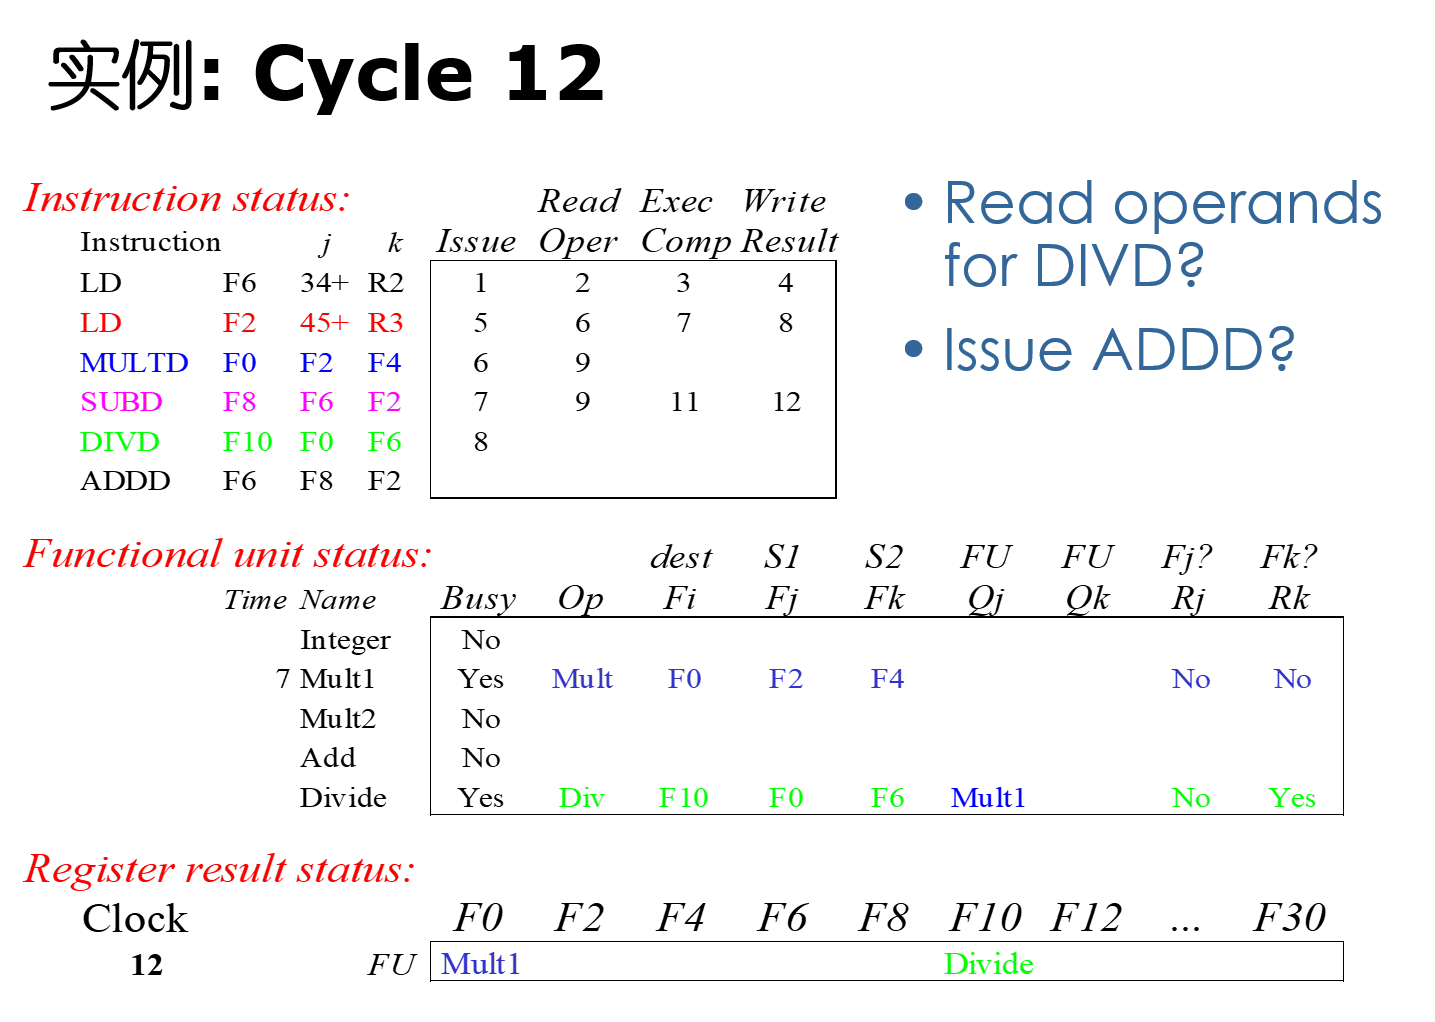 实例: Cycle 12
Instruction status: Read Exec Write
Instruction j k Issue Oper Comp Result
LD F6 34+ R2 1 2 3 4
LD F2 45+ R3 5 6 7 8
MULTD F0 F2 F4 6 9
SUBD F8 F6 F2 7 9 11 12
DIVD F10 F0 F6 8
ADDD F6 F8 F2
• Read operands
for DIVD?
• Issue ADDD?
Functional unit status: dest S1 S2 FU FU Fj? Fk?
Time Name Busy Op Fi Fj Fk Qj Qk Rj Rk
Integer No
7 Mult1 Yes Mult F0 F2 F4 No No
Mult2 No
Add No
Divide Yes Div F10 F0 F6 Mult1 No Yes
Register result status:
Clock F0 F2 F4 F6 F8 F10 F12 ... F30
12 FU Mult1 Divide